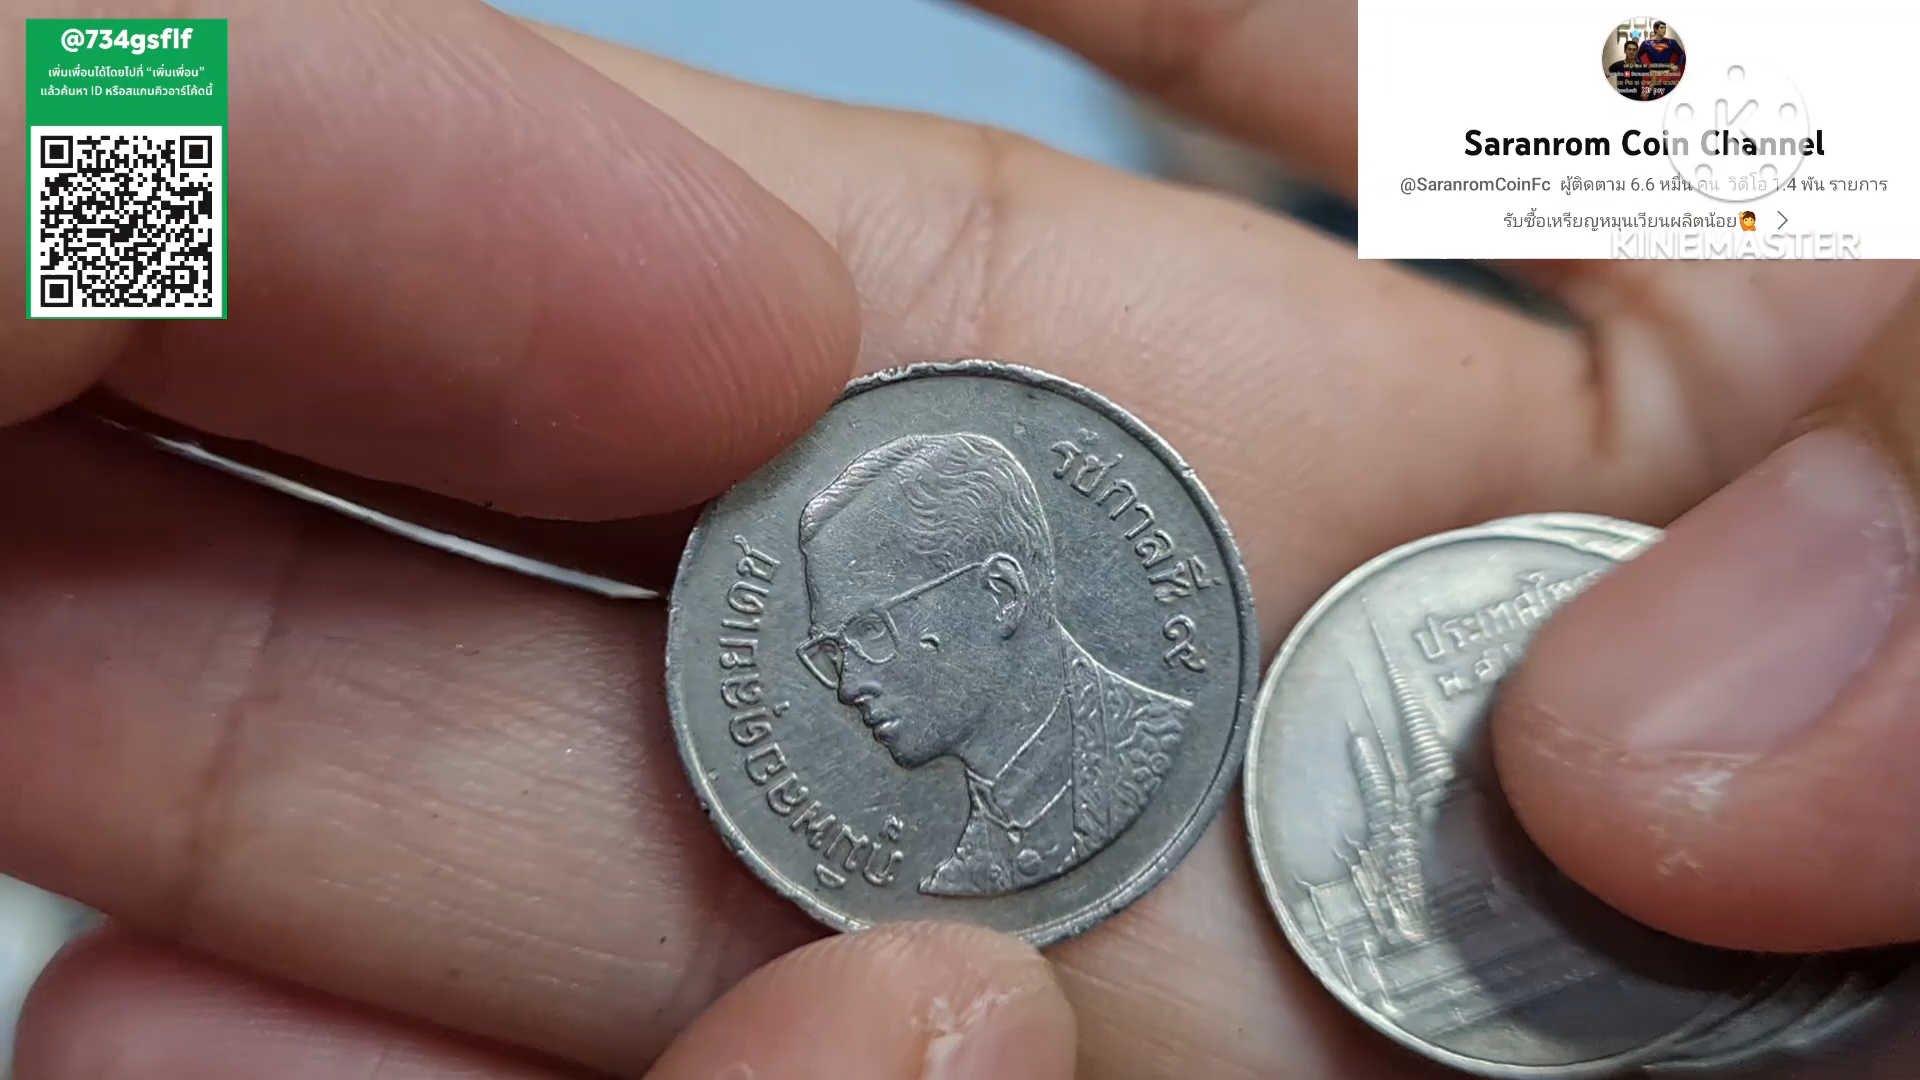 @734gsflf
เพิ่มเพื่อนได้โดยไปที่ “เพิ่มเพื่อน”
แล้วค้นหา ID หรือสแกนคิวอาร์โค้ดนี้
Saranrom Coin Channel
@SaranromCoinFc ผู้ติดตาม 6.6 หมื่น คน วิดีโอ 1.4 พัน รายการ
รับซื้อเหรียญหมุนเวียนผลิตน้อย
KINEMASTER
ภูมิพลอดุลยเดช
รัชกาลที่ ๙
ประเทศไทย
พ.ศ.